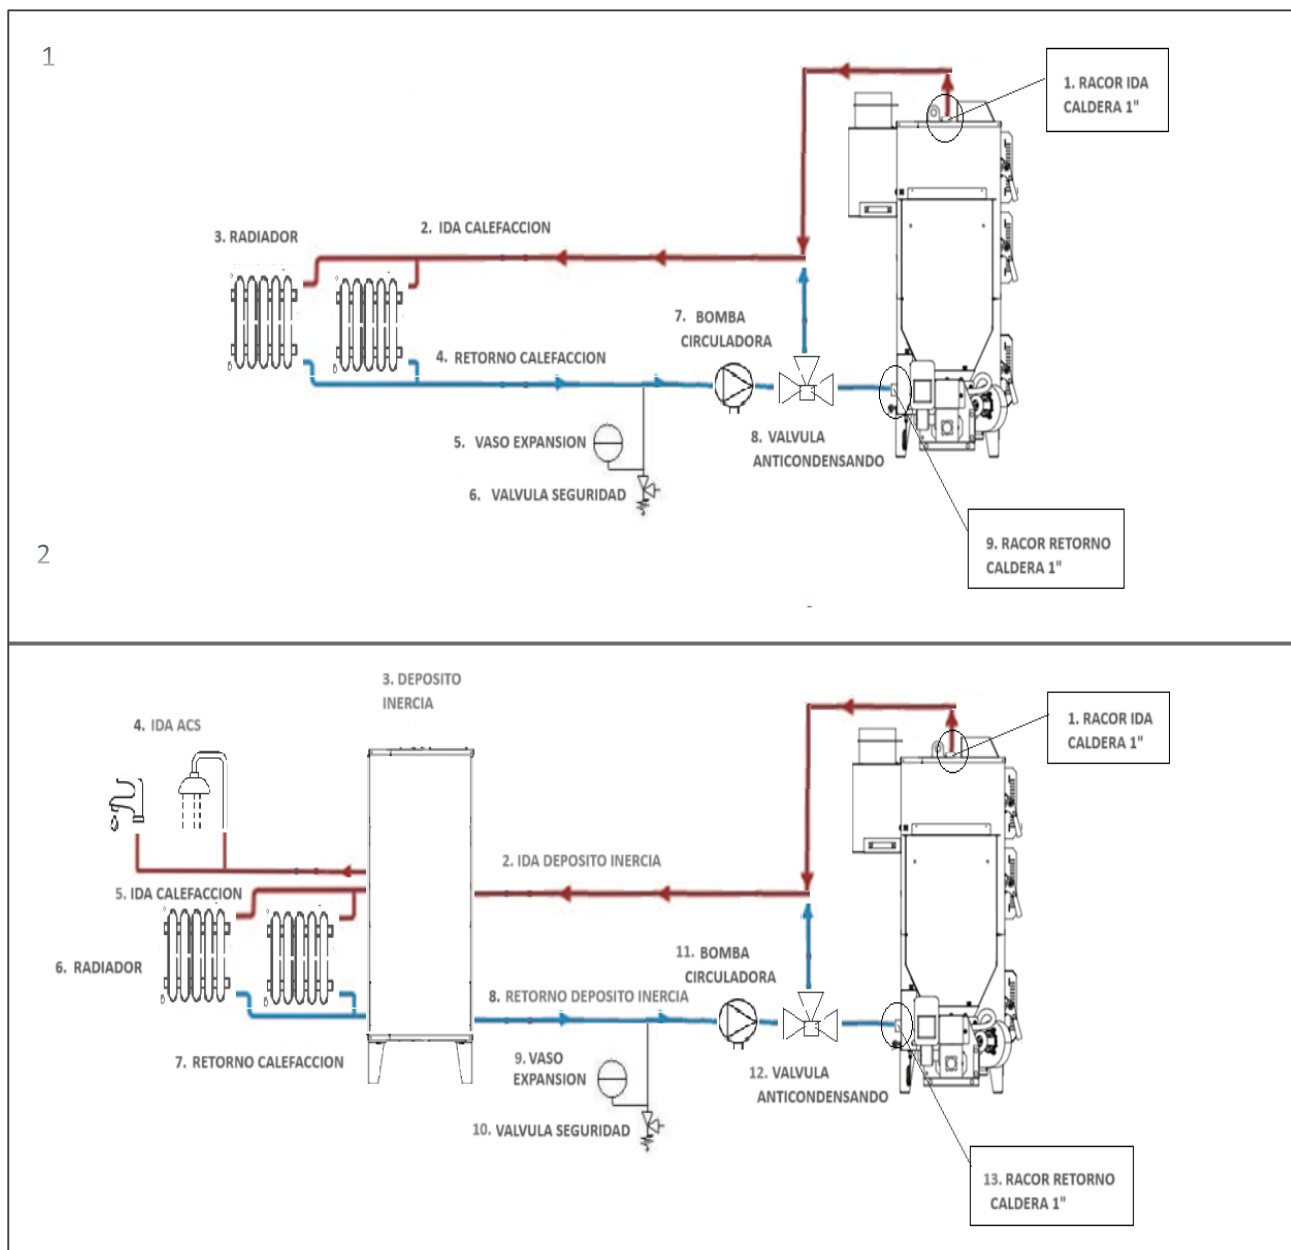 1
1. RACOR IDA
CALDERA 1"
2. IDA CALEFACCION
3. RADIADOR
7. BOMBA
CIRCULADORA
4. RETORNO CALEFACCION
5. VASO EXPANSION
8. VALVULA
ANTICONDENSANDO
6. VALVULA SEGURIDAD
9. RACOR RETORNO
CALDERA 1"
2
3. DEPOSITO
INERCIA
1. RACOR IDA
CALDERA 1"
4. IDA ACS
2. IDA DEPOSITO INERCIA
5. IDA CALEFACCION
11. BOMBA
CIRCULADORA
6. RADIADOR
8. RETORNO DEPOSITO INERCIA
7. RETORNO CALEFACCION
9. VASO
EXPANSION
12. VALVULA
ANTICONDENSANDO
10. VALVULA SEGURIDAD
13. RACOR RETORNO
CALDERA 1"